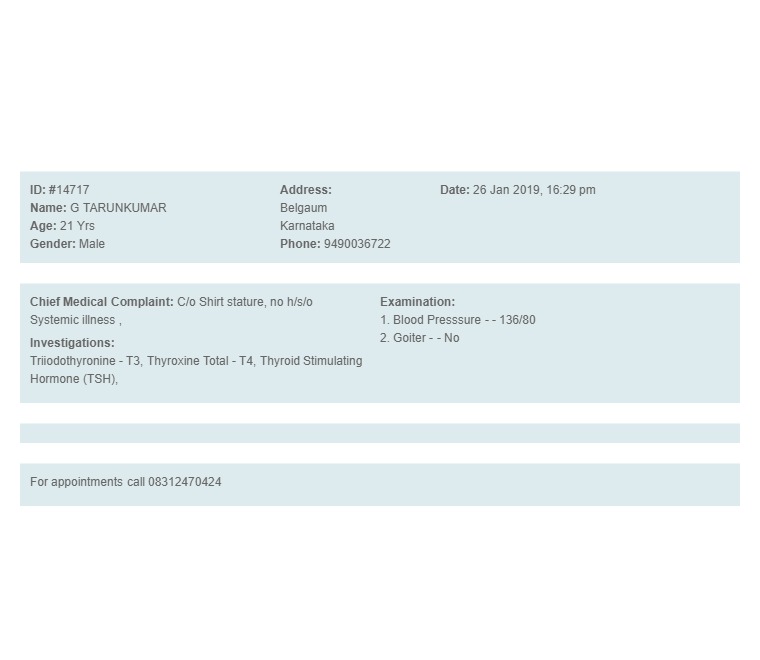 ID: #14717
Name: G TARUNKUMAR
Age: 21 Yrs
Gender: Male
Address:
Belgaum
Karnataka
Phone: 9490036722
Date: 26 Jan 2019, 16:29 pm
Chief Medical Complaint: C/o Shirt stature, no h/s/o
Systemic illness ,
Investigations:
Triiodothyronine - T3, Thyroxine Total - T4, Thyroid Stimulating
Hormone (TSH),
Examination:
1. Blood Presssure - - 136/80
2. Goiter - - No
For appointments call 08312470424